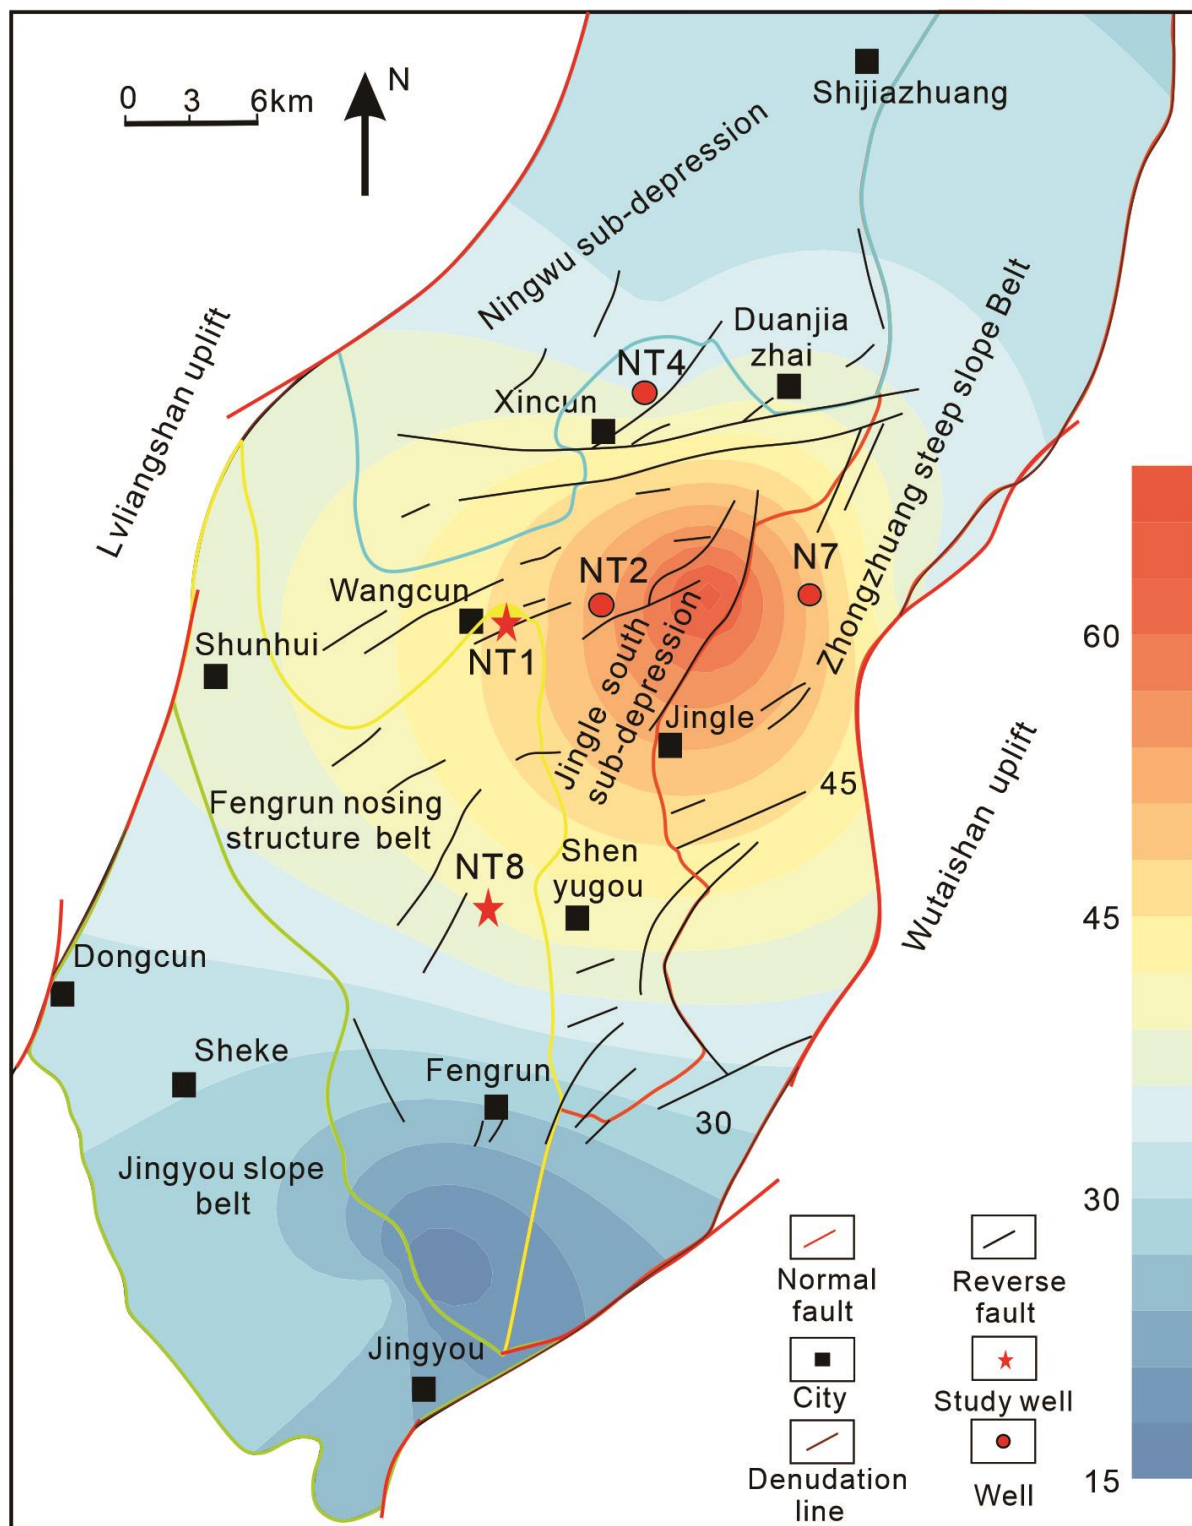 0 3 6km
N
Shijiazhuang
Ningwu sub-depression
Lvliangshan uplift
Duanjia
zhai
NT4
Xincun
Zhongzhuang steep slope Belt
N7
NT2
Wangcun
NT1
Shunhui
Jingle south
sub-depression
Jingle
45
Fengrun nosing
structure belt
NT8
Shen
yugou
Wutaishan uplift
Dongcun
Sheke
Fengrun
30
Jingyou slope
belt
Jingyou
60
45
30
15
Normal
fault
Reverse
fault
City
Study well
Denudation
line
Well